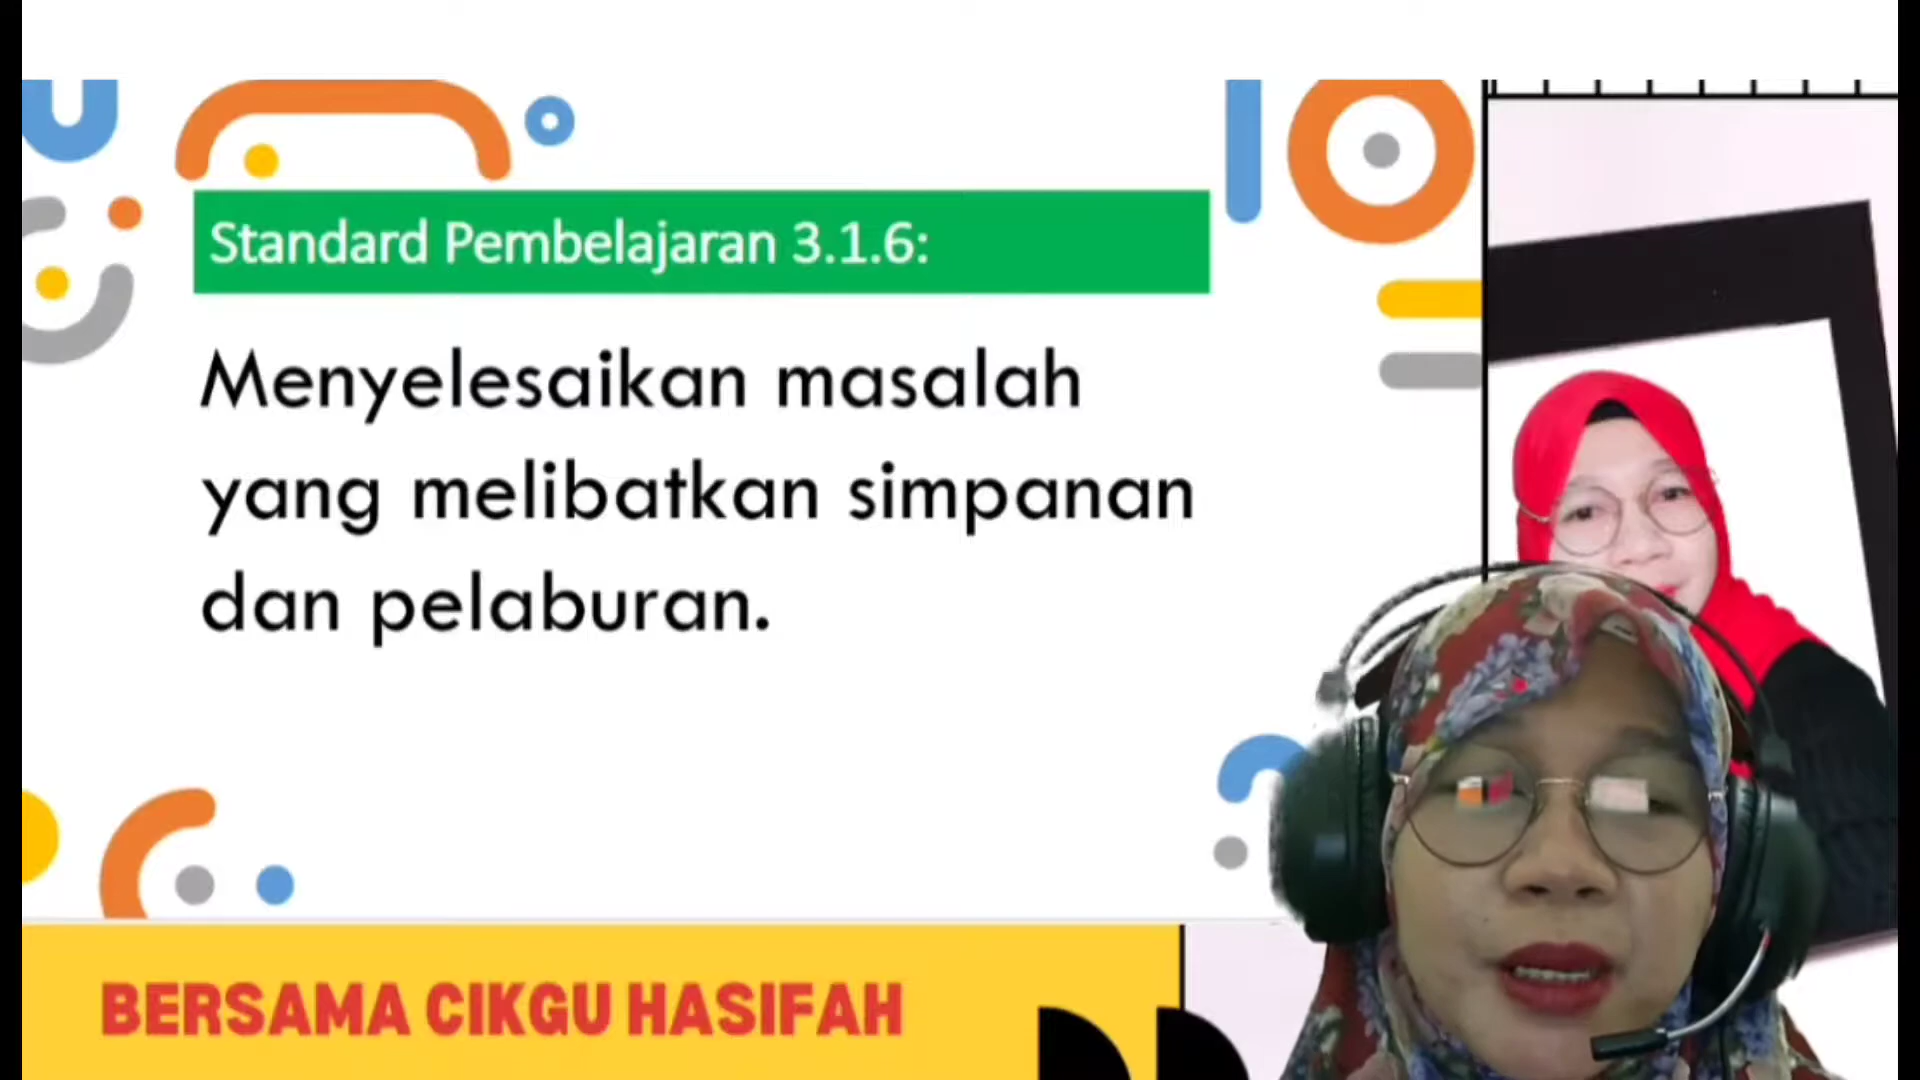 Standard Pembelajaran 3.1.6:
Menyelesaikan masalah
yang melibatkan simpanan
dan pelaburan.
BERSAMA CIKGU HASIFAH